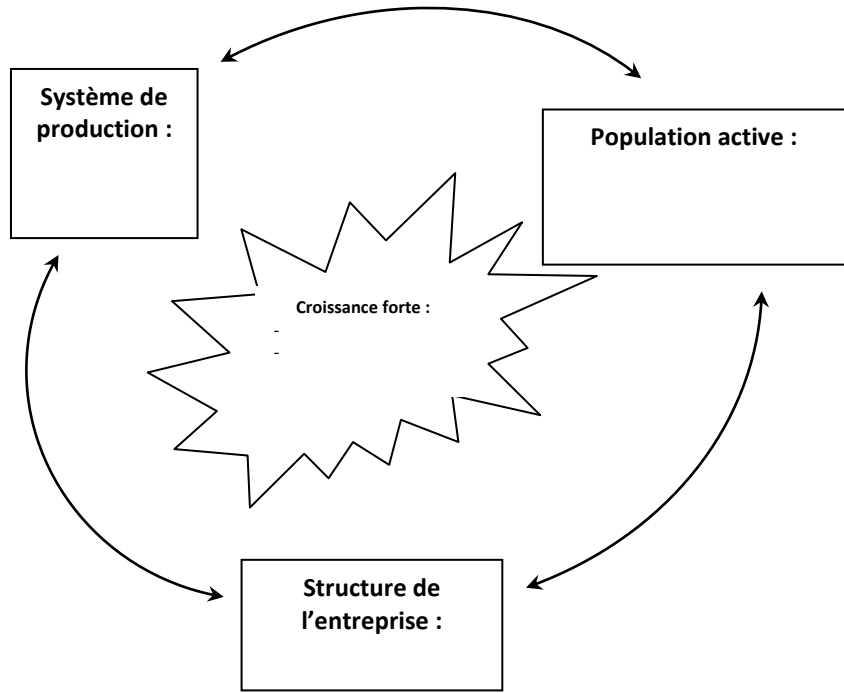 Système de
production :
Population active :
Croissance forte :
-
-
Structure de
l’entreprise :